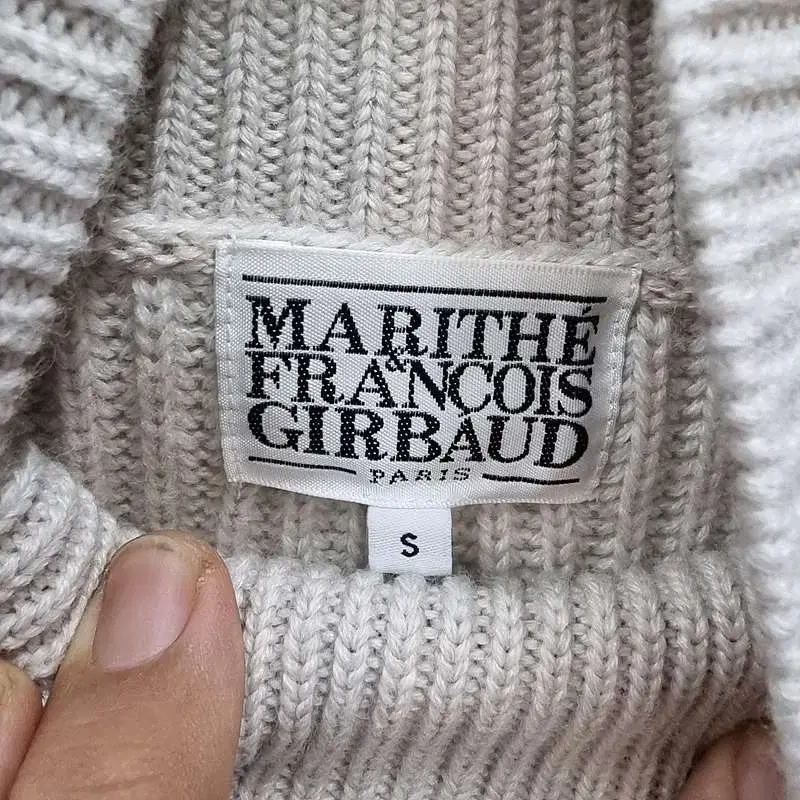 MARITHÉ
&
FRANÇOIS
GIRBAUD
PARIS
S